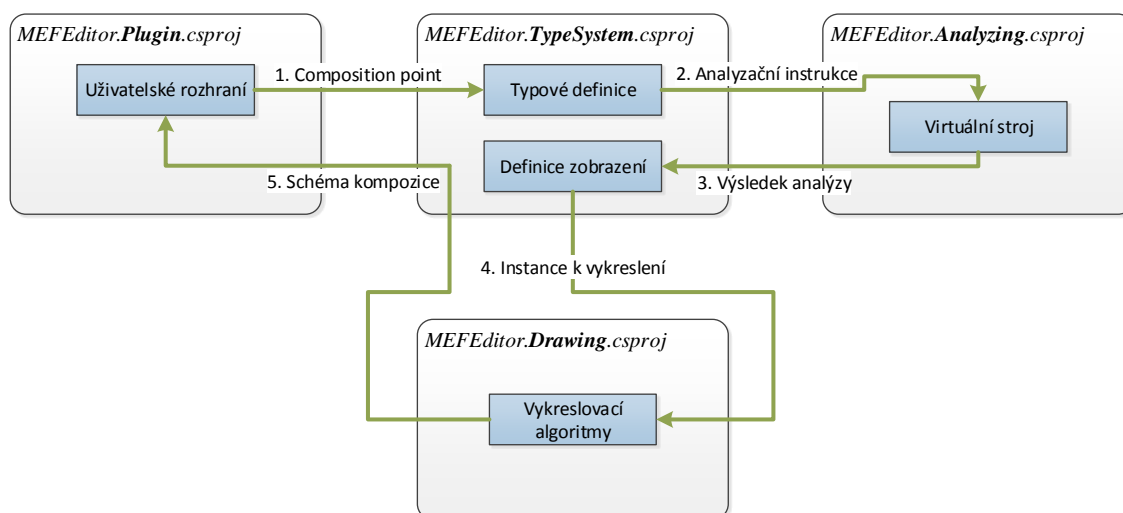 MEFEditor.Plugin.csproj
Uživatelské rozhraní
1. Composition point
MEFEditor.TypeSystem.csproj
Typové definice
2. Analyzační instrukce
MEFEditor.Analyzing.csproj
Virtuální stroj
3. Výsledek analýzy
Definice zobrazení
4. Instance k vykreslení
MEFEditor.Drawing.csproj
Vykreslovací
algoritmy
5. Schéma kompozice